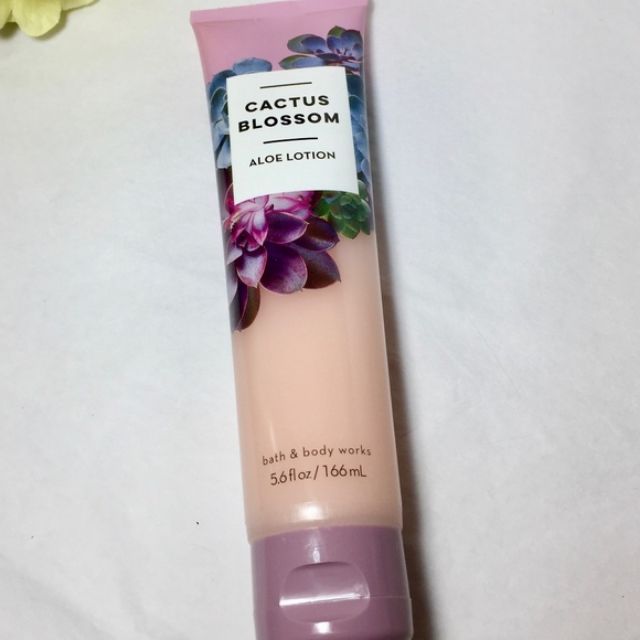 CACTUS
BLOSSOM
ALOE LOTION
bath & body works
5.6 fl oz / 166 mL